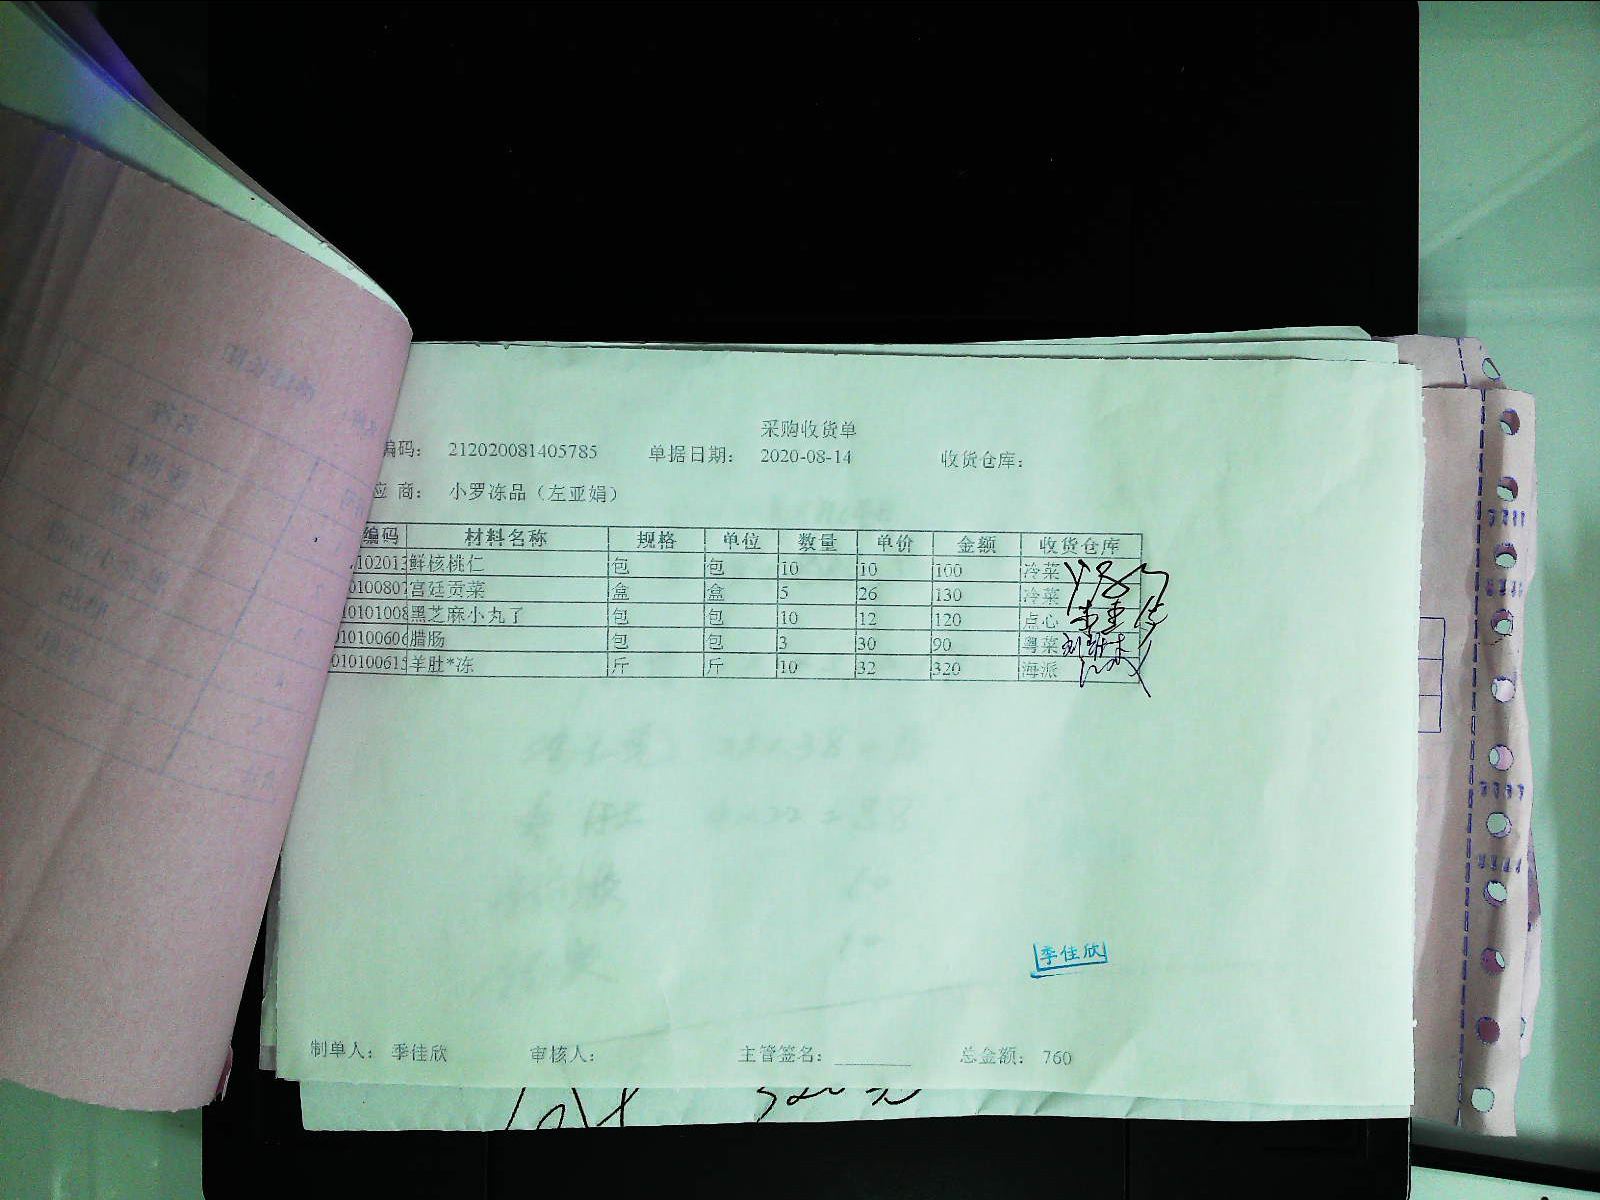 采购收货单
编码： 212020081405785 单据日期： 2020-08-14 收货仓库：
应 商： 小罗冻品（左亚娟）
编码 材料名称 规格 单位 数量 单价 金额 收货仓库
102013 鲜核桃仁 包 包 10 10 100 冷菜
0100807 宫廷贡菜 盒 盒 5 26 130 冷菜
0101008 黑芝麻小丸了 包 包 10 12 120 点心
010100606 腊肠 包 包 3 30 90 粤菜
010100615 羊肚*冻 斤 斤 10 32 320 海派
季佳欣
制单人： 季佳欣 审核人： 主管签名： 总金额： 760